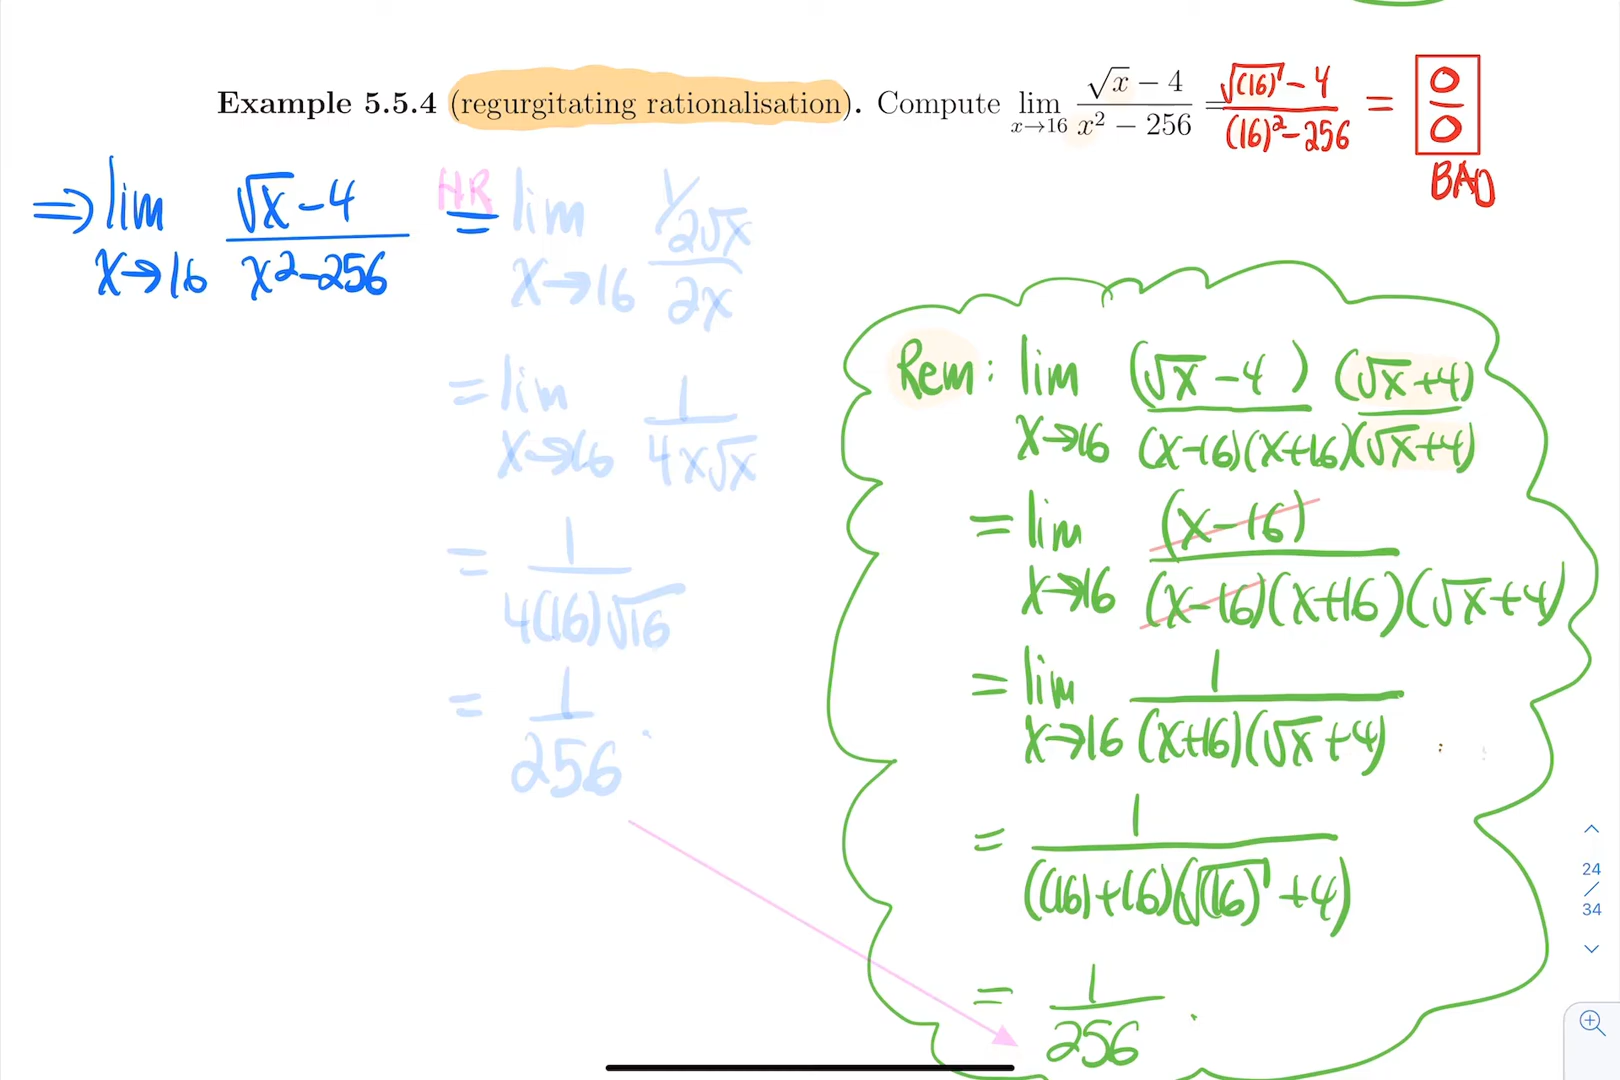 Example 5.5.4 (regurgitating rationalisation). Compute lim x→16 (√x − 4)/(x² − 256) = (√(16) − 4)/((16)² − 256) = 0/0
BAD
⇒ lim x→16 (√x − 4)/(x² − 256) HR = lim x→16 (1/2√x)/(2x)
= lim x→16 1/(4x√x)
= 1/(4(16)√16)
= 1/256.
Rem: lim x→16 (√x − 4)(√x + 4)/((x − 16)(x + 16)(√x + 4))
= lim x→16 (x − 16)/((x − 16)(x + 16)(√x + 4))
= lim x→16 1/((x + 16)(√x + 4))
= 1/(((16) + 16)(√(16) + 4))
= 1/256.
24
/
34